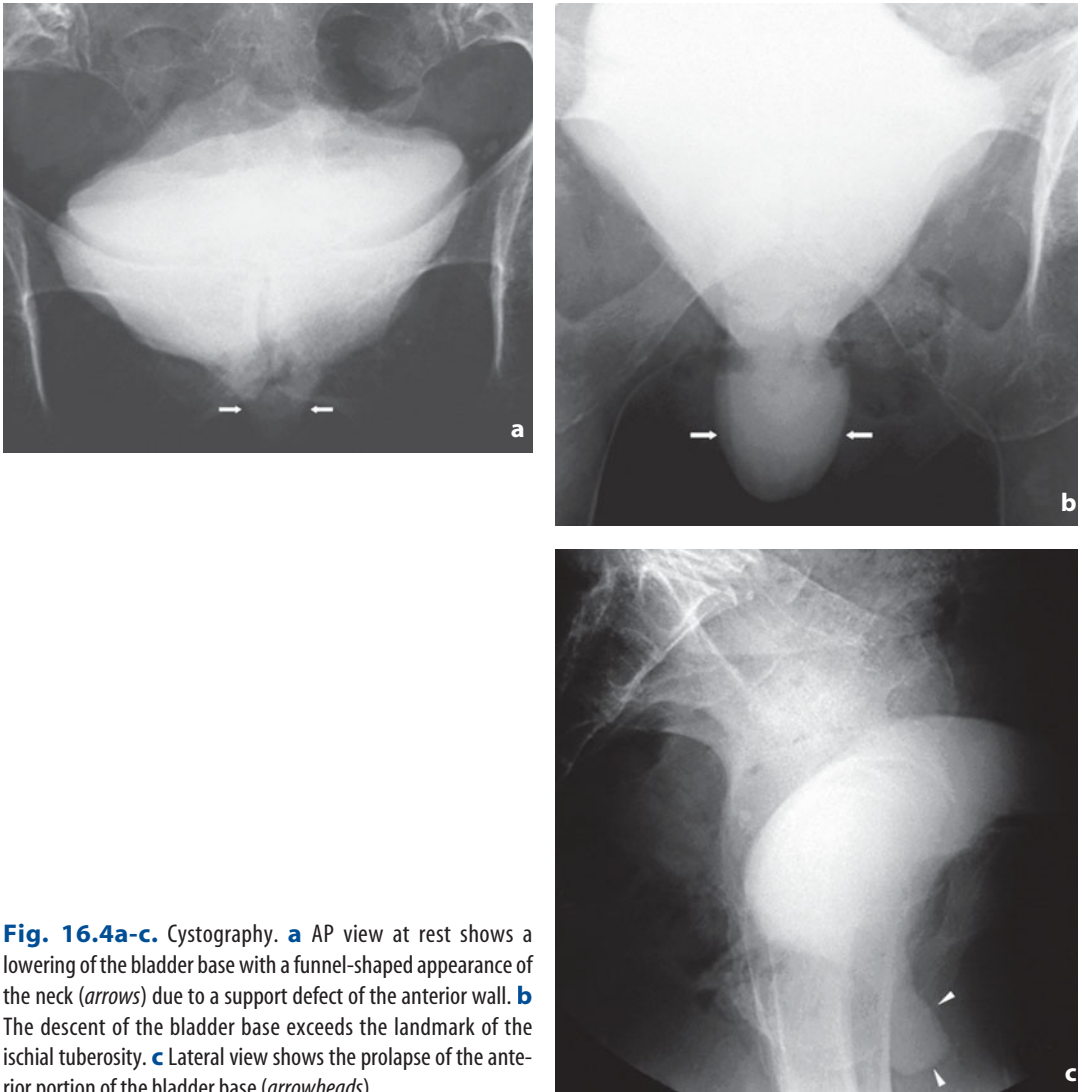 a
b
c
Fig. 16.4a-c. Cystography. a AP view at rest shows a
lowering of the bladder base with a funnel-shaped appearance of
the neck (arrows) due to a support defect of the anterior wall. b
The descent of the bladder base exceeds the landmark of the
ischial tuberosity. c Lateral view shows the prolapse of the ante-
rior portion of the bladder base (arrowheads)